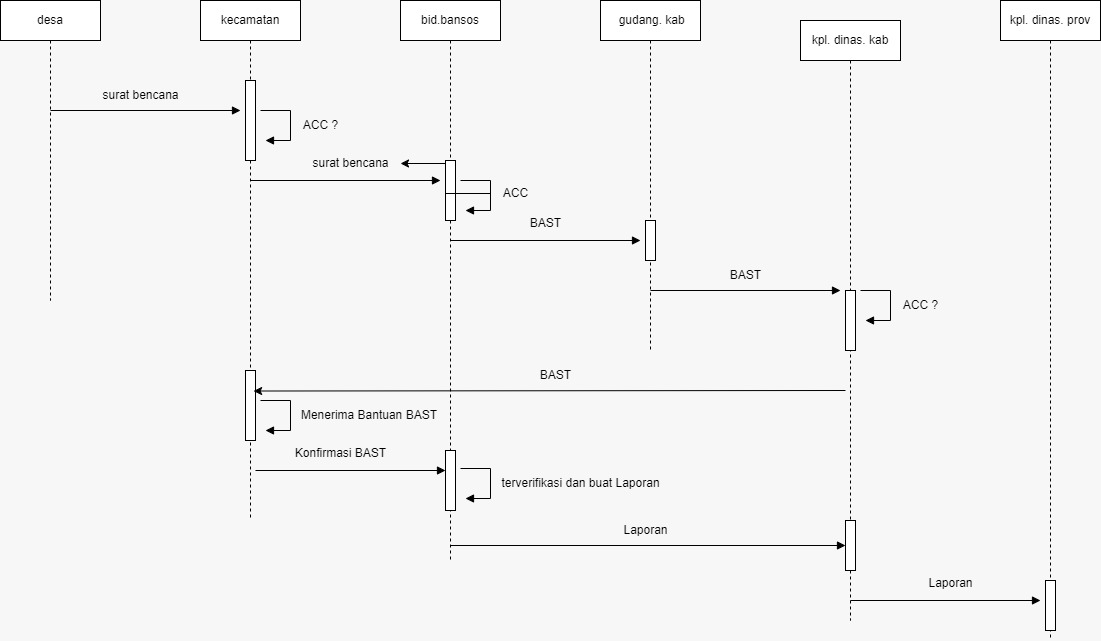 desa
kecamatan
bid.bansos
gudang. kab
kpl. dinas. kab
kpl. dinas. prov
surat bencana
ACC ?
surat bencana
ACC
BAST
BAST
ACC ?
BAST
Menerima Bantuan BAST
Konfirmasi BAST
terverifikasi dan buat Laporan
Laporan
Laporan